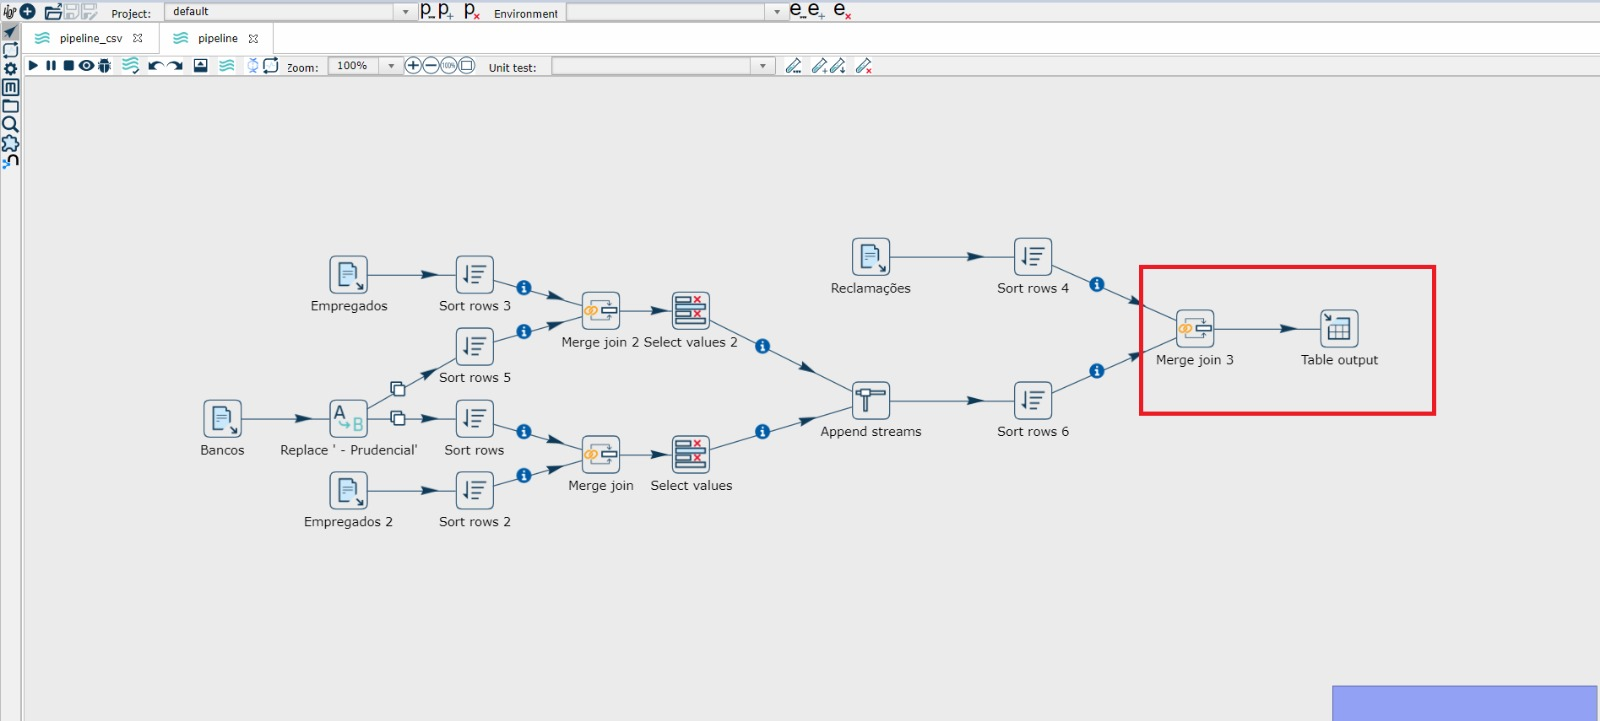 Project: default Environment
pipeline_csv pipeline
Zoom: 100% 100% Unit test:
Reclamações Sort rows 4
Empregados Sort rows 3
Merge join 2 Select values 2
Merge join 3 Table output
Sort rows 5
Append streams Sort rows 6
Bancos Replace ' - Prudencial' Sort rows
A
B
Merge join Select values
Empregados 2 Sort rows 2